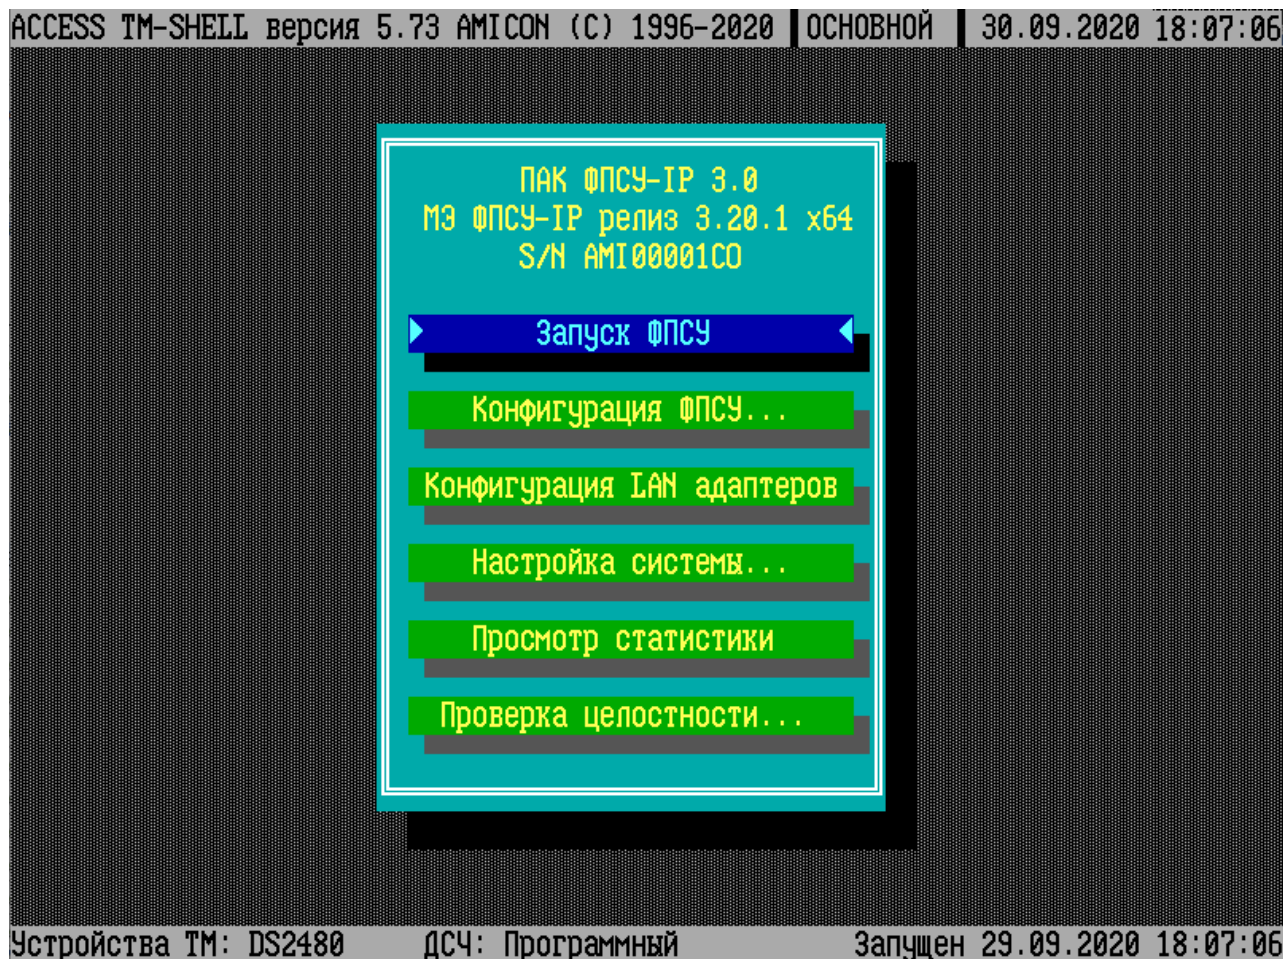 ACCESS TM-SHELL версия 5.73 AMICON (C) 1996-2020 ОСНОВНОЙ 30.09.2020 18:07:06
ПАК ФПСУ-IP 3.0
МЭ ФПСУ-IP релиз 3.20.1 x64
S/N AMI00001CO
Запуск ФПСУ
Конфигурация ФПСУ...
Конфигурация LAN адаптеров
Настройка системы...
Просмотр статистики
Проверка целостности...
Устройства ТМ: DS2480 ДСЧ: Программный Запущен 29.09.2020 18:07:06